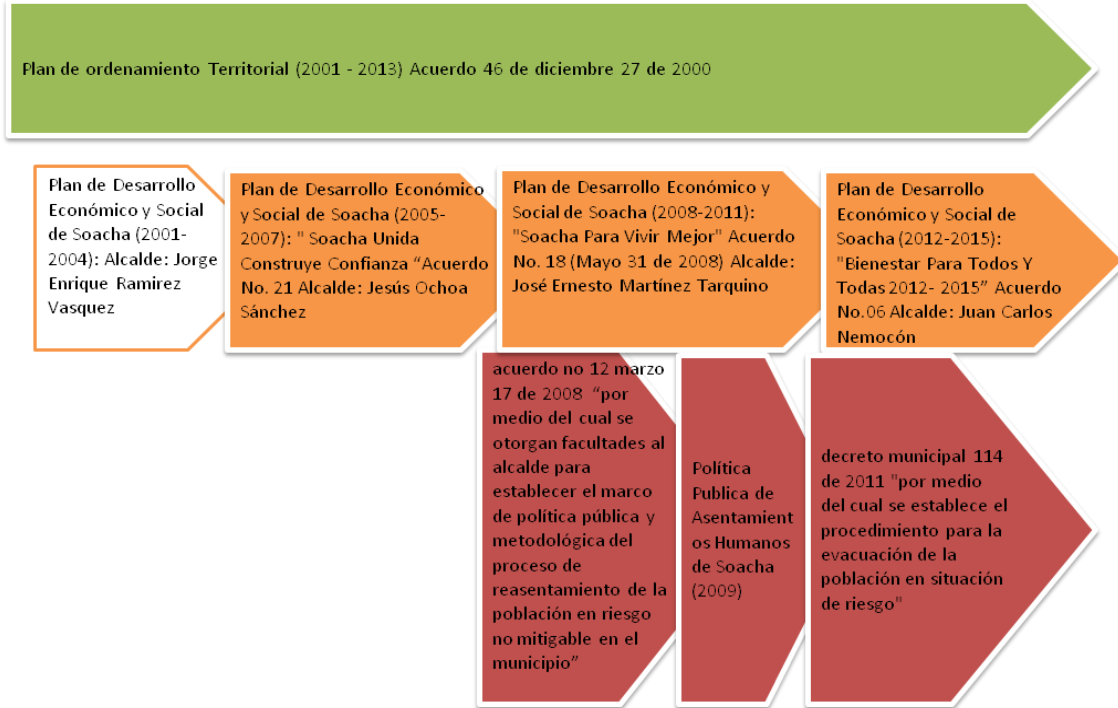 Plan de ordenamiento Territorial (2001 - 2013) Acuerdo 46 de diciembre 27 de 2000
Plan de Desarrollo
Económico y Social
de Soacha (2001-
2004): Alcalde: Jorge
Enrique Ramirez
Vasquez
Plan de Desarrollo Económico
y Social de Soacha (2005-
2007): " Soacha Unida
Construye Confianza “Acuerdo
No. 21 Alcalde: Jesús Ochoa
Sánchez
Plan de Desarrollo Económico y
Social de Soacha (2008-2011):
"Soacha Para Vivir Mejor" Acuerdo
No. 18 (Mayo 31 de 2008) Alcalde:
José Ernesto Martínez Tarquino
Plan de Desarrollo
Económico y Social de
Soacha (2012-2015):
"Bienestar Para Todos Y
Todas 2012- 2015” Acuerdo
No.06 Alcalde: Juan Carlos
Nemocón
acuerdo no 12 marzo
17 de 2008 “por
medio del cual se
otorgan facultades al
alcalde para
establecer el marco
de política pública y
metodológica del
proceso de
reasentamiento de la
población en riesgo
no mitigable en el
municipio”
Política
Publica de
Asentamient
os Humanos
de Soacha
(2009)
decreto municipal 114
de 2011 "por medio
del cual se establece el
procedimiento para la
evacuación de la
población en situación
de riesgo"